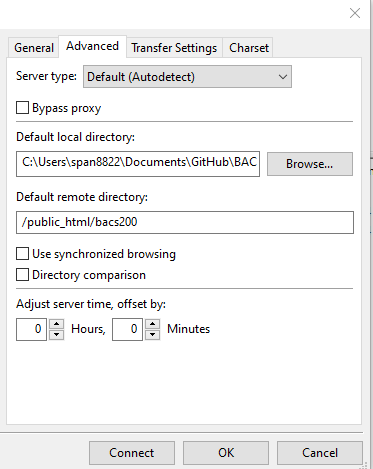 General Advanced Transfer Settings Charset
Server type: Default (Autodetect)
Bypass proxy
Default local directory:
C:\Users\span8822\Documents\GitHub\BAC Browse...
Default remote directory:
/public_html/bacs200
Use synchronized browsing
Directory comparison
Adjust server time, offset by:
0 Hours, 0 Minutes
Connect OK Cancel